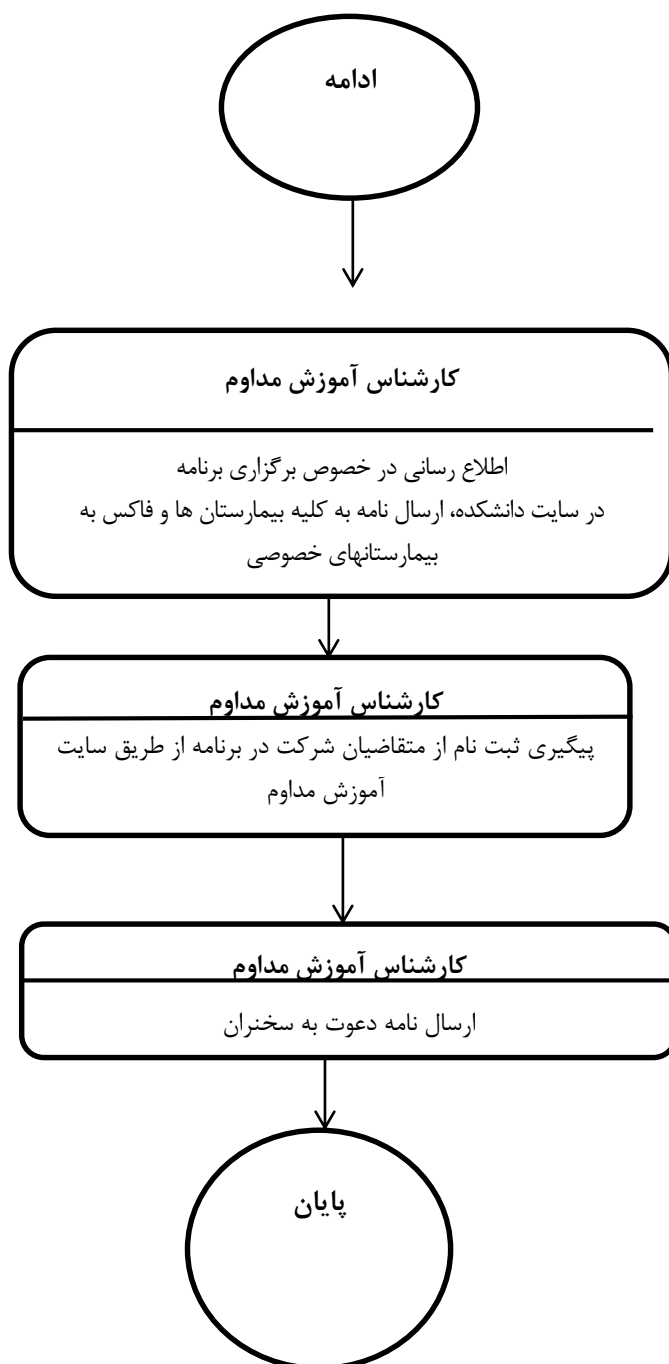 ادامه
کارشناس آموزش مداوم
اطلاع رسانی در خصوص برگزاری برنامه
در سایت دانشکده، ارسال نامه به کلیه بیمارستان ها و فاکس به
بیمارستانهای خصوصی
کارشناس آموزش مداوم
پیگیری ثبت نام از متقاضیان شرکت در برنامه از طریق سایت
آموزش مداوم
کارشناس آموزش مداوم
ارسال نامه دعوت به سخنران
پایان